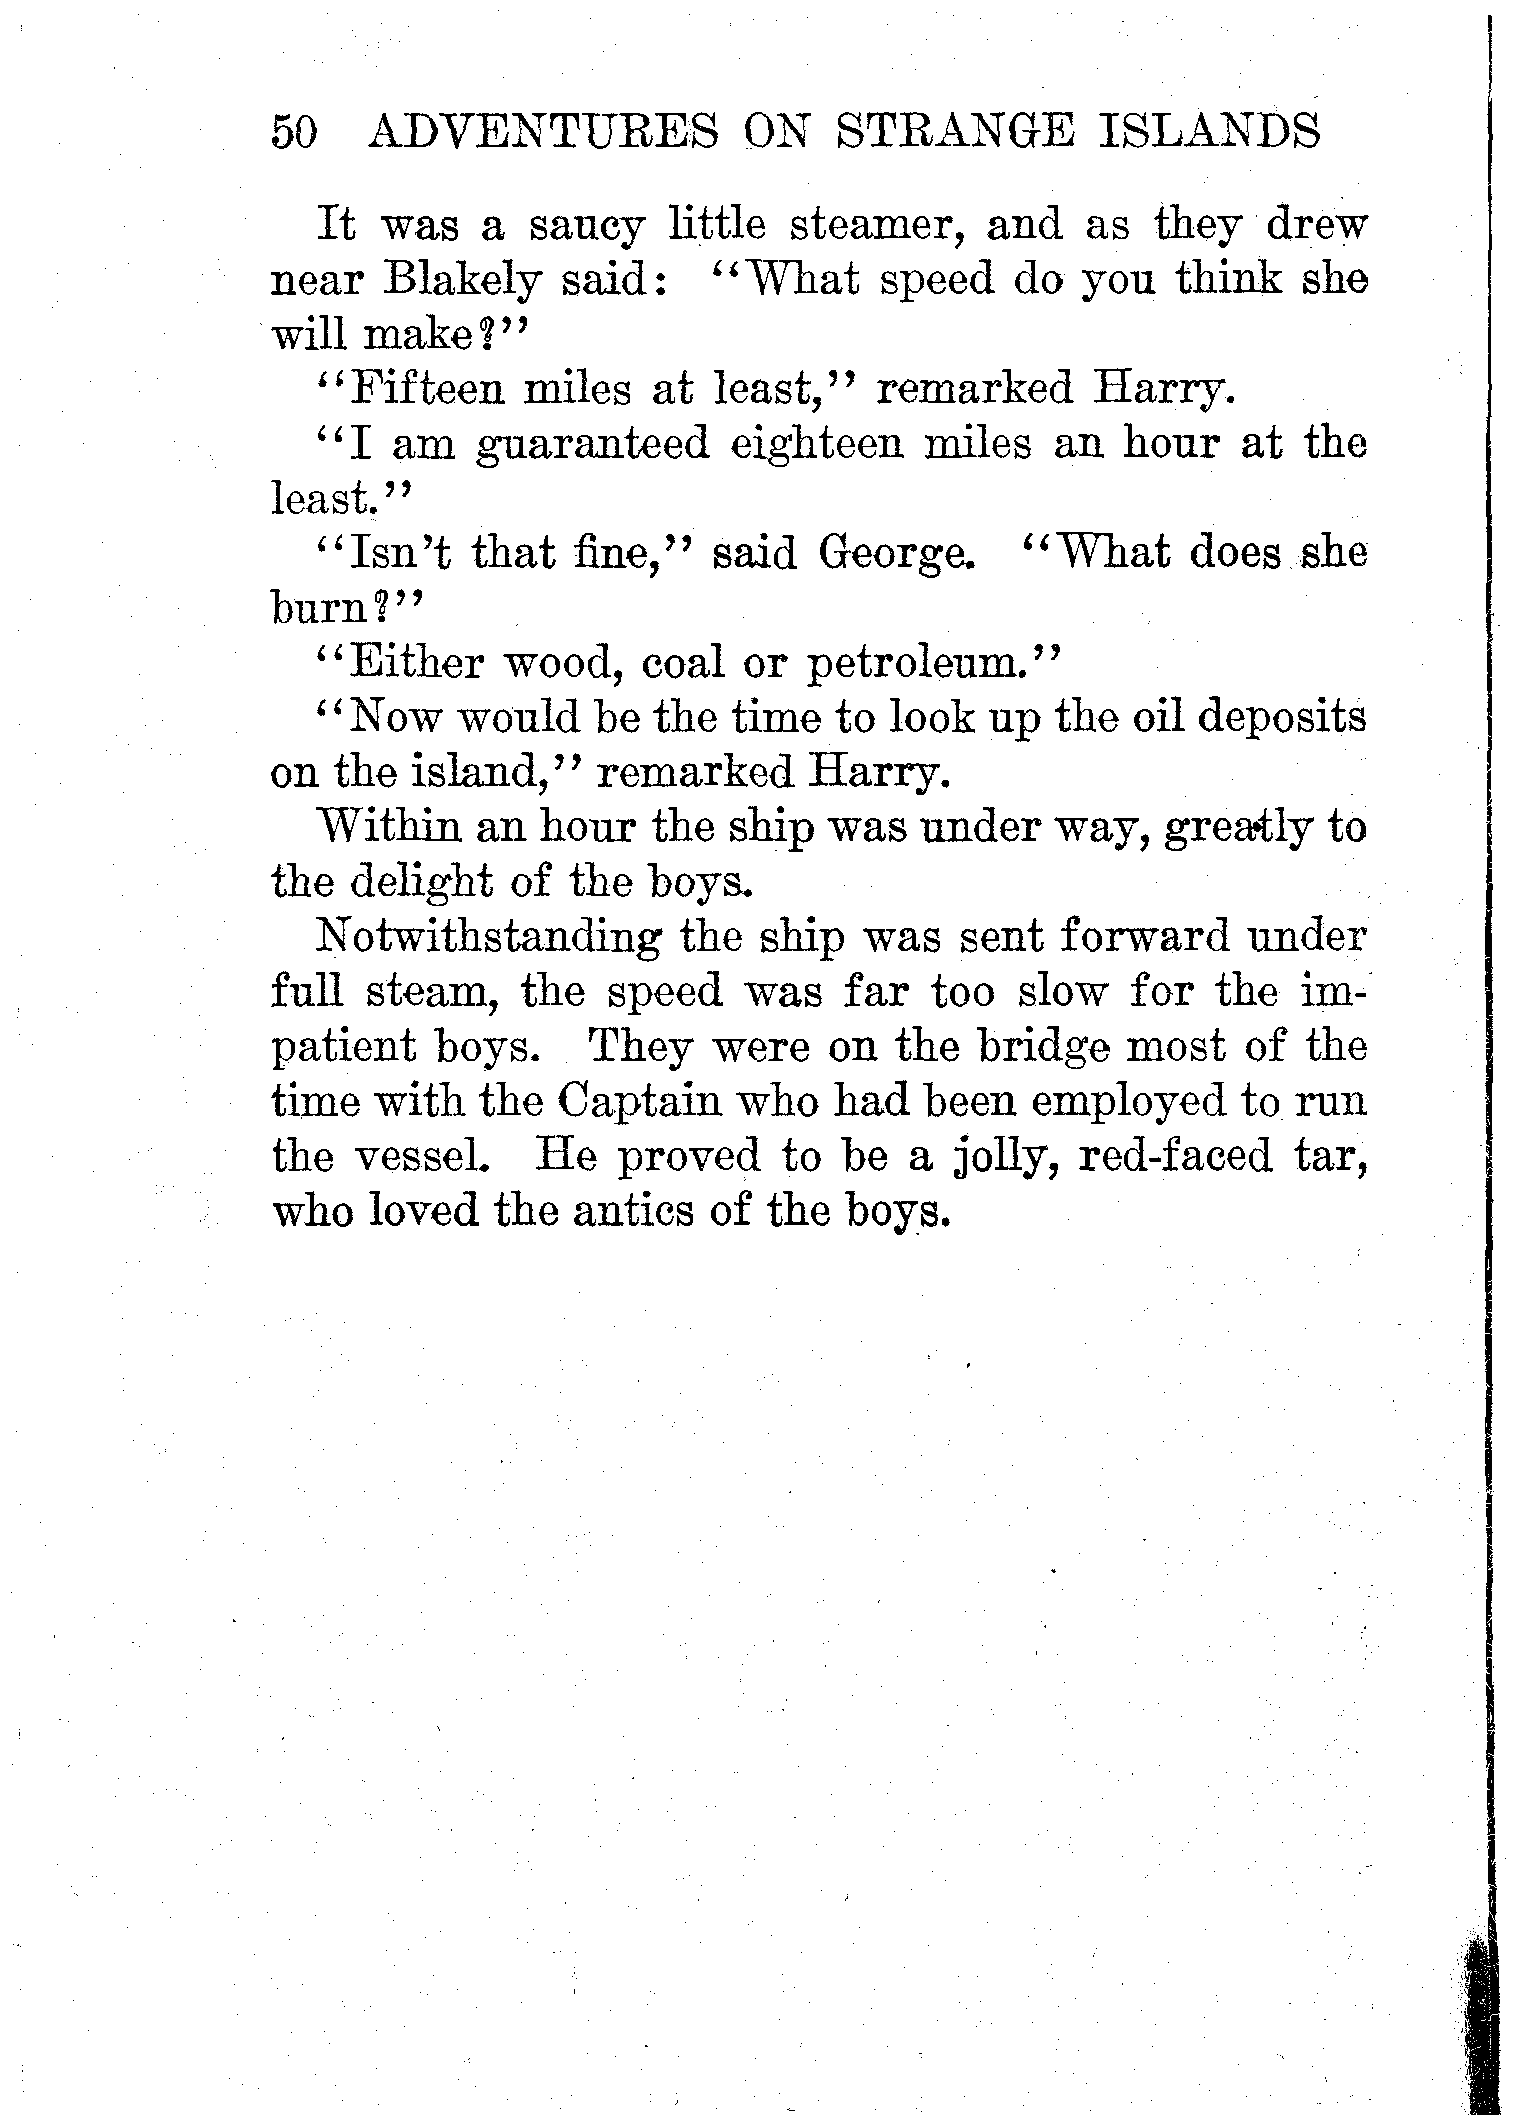 50 ADVENTURES ON STRANGE ISLANDS
It was a saucy little steamer, and as they drew
near Blakely said: "What speed do you think she
will make?"
"Fifteen miles at least," remarked Harry.
"I am guaranteed eighteen miles an hour at the
least."
"Isn't that fine," said George. "What does she
burn?"
"Either wood, coal or petroleum."
"Now would be the time to look up the oil deposits
on the island," remarked Harry.
Within an hour the ship was under way, greatly to
the delight of the boys.
Notwithstanding the ship was sent forward under
full steam, the speed was far too slow for the im-
patient boys. They were on the bridge most of the
time with the Captain who had been employed to run
the vessel. He proved to be a jolly, red-faced tar,
who loved the antics of the boys.